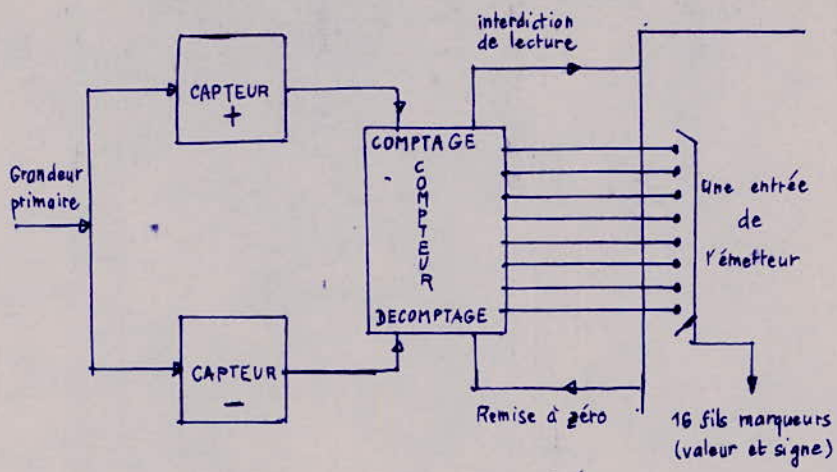 interdiction
de lecture
CAPTEUR
+
COMPTAGE
COMPTEUR
DECOMPTAGE
Grandeur
primaire
Une entrée
de
l'émetteur
CAPTEUR
-
Remise à zéro
16 fils marqueurs
(valeur et signe)